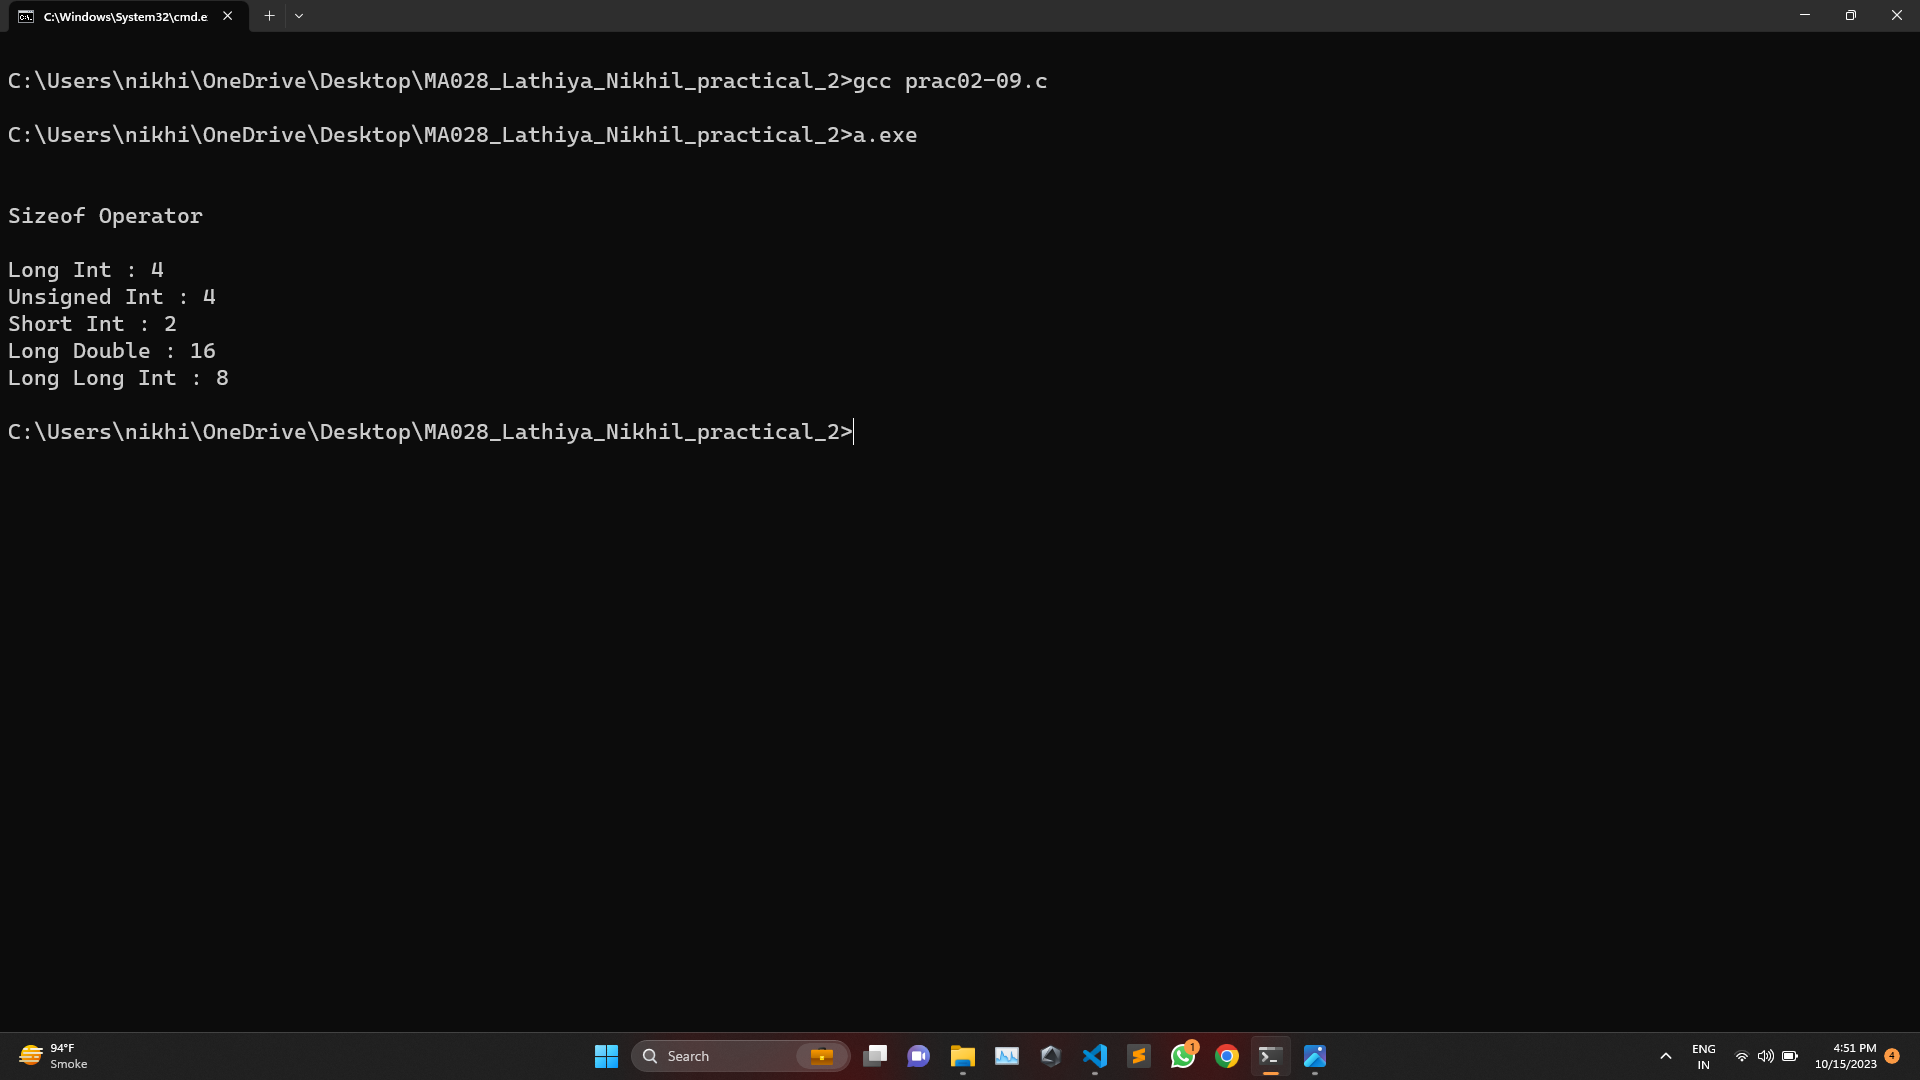 C:\Windows\System32\cmd.e
C:\Users\nikhi\OneDrive\Desktop\MA028_Lathiya_Nikhil_practical_2>gcc prac02-09.c
C:\Users\nikhi\OneDrive\Desktop\MA028_Lathiya_Nikhil_practical_2>a.exe
Sizeof Operator
Long Int : 4
Unsigned Int : 4
Short Int : 2
Long Double : 16
Long Long Int : 8
C:\Users\nikhi\OneDrive\Desktop\MA028_Lathiya_Nikhil_practical_2>
94°F
Smoke
Search
1
ENG
IN
4:51 PM
10/15/2023
4